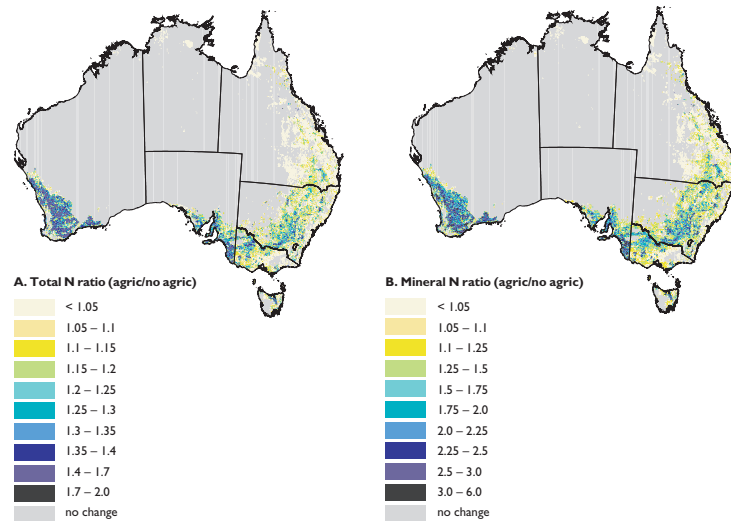 A. Total N ratio (agric/no agric)
< 1.05
1.05 – 1.1
1.1 – 1.15
1.15 – 1.2
1.2 – 1.25
1.25 – 1.3
1.3 – 1.35
1.35 – 1.4
1.4 – 1.7
1.7 – 2.0
no change
B. Mineral N ratio (agric/no agric)
< 1.05
1.05 – 1.1
1.1 – 1.25
1.25 – 1.5
1.5 – 1.75
1.75 – 2.0
2.0 – 2.25
2.25 – 2.5
2.5 – 3.0
3.0 – 6.0
no change